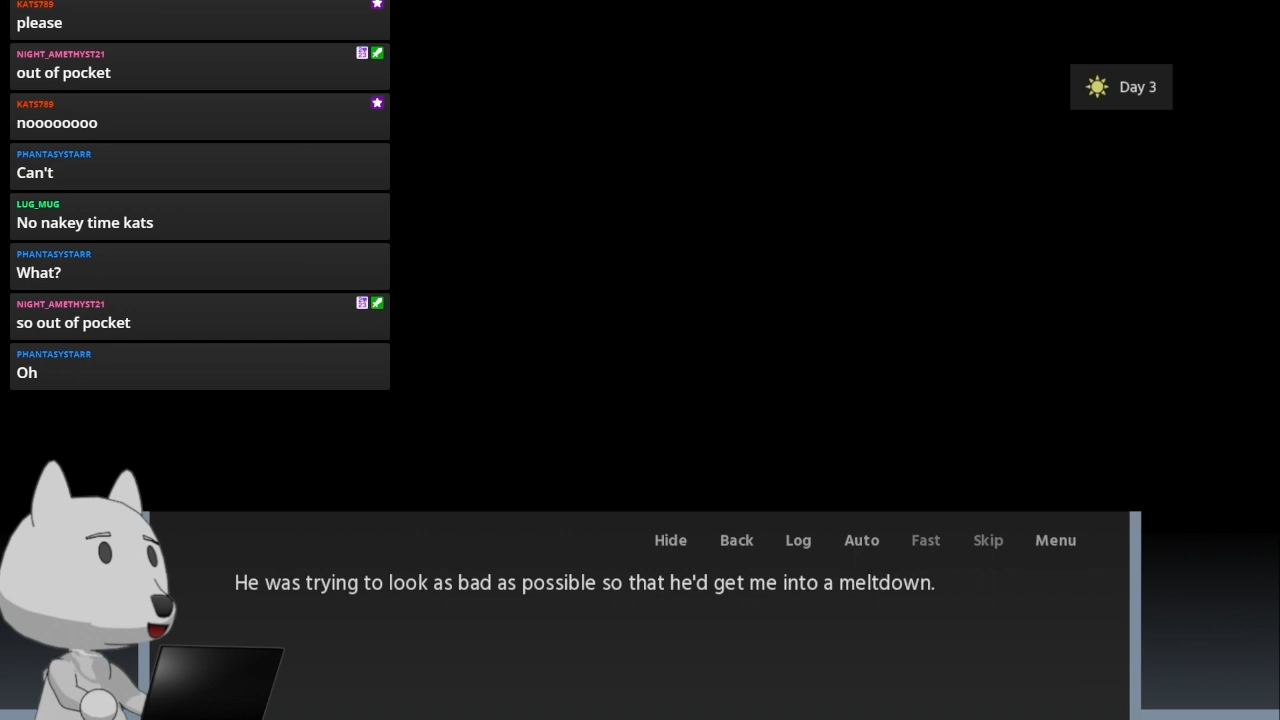 KATS789
please
NIGHT_AMETHYST21
out of pocket
KATS789
noooooooo
PHANTASYSTARR
Can't
LUG_MUG
No nakey time kats
PHANTASYSTARR
What?
NIGHT_AMETHYST21
so out of pocket
PHANTASYSTARR
Oh
Day 3
Hide Back Log Auto Fast Skip Menu
He was trying to look as bad as possible so that he'd get me into a meltdown.